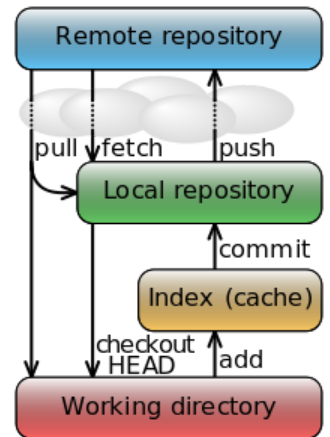 Remote repository
pull fetch push
Local repository
commit
Index (cache)
checkout
HEAD
add
Working directory